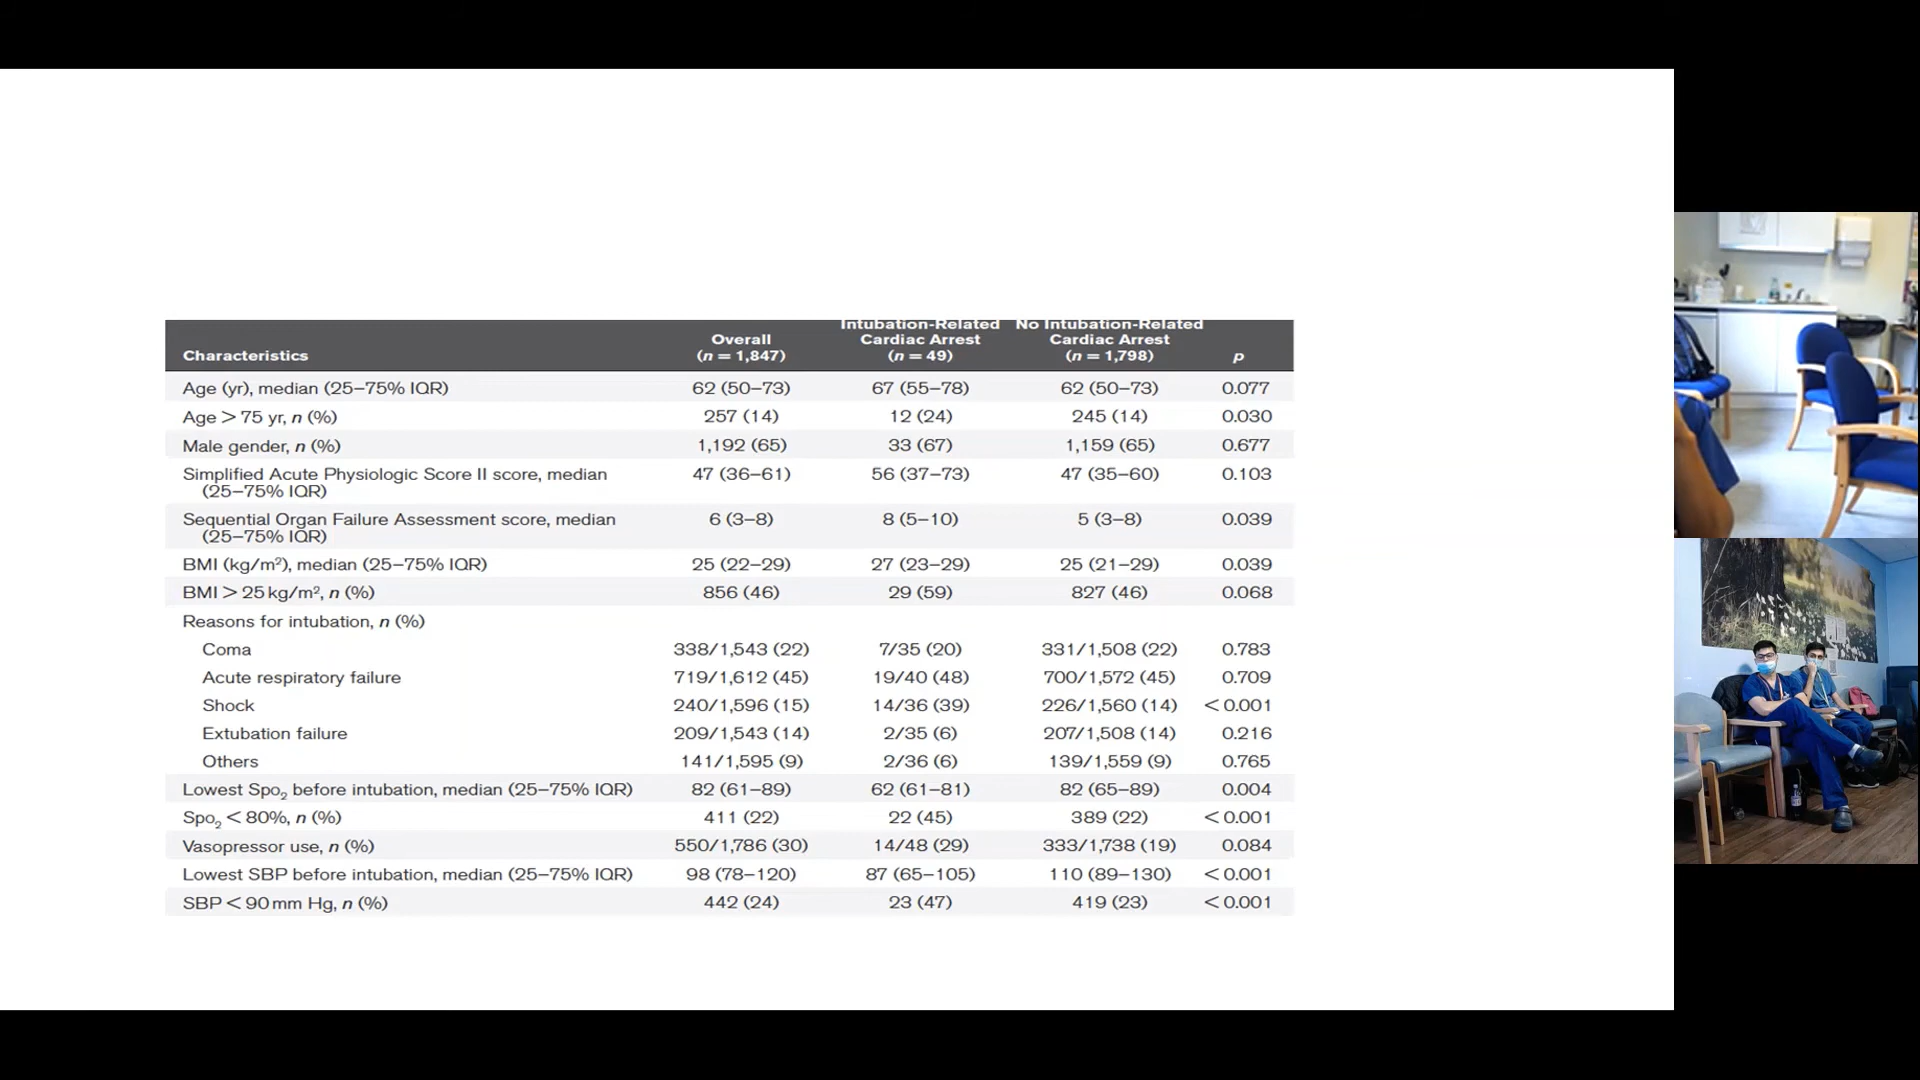 Intubation-Related No Intubation-Related
Overall Cardiac Arrest Cardiac Arrest
Characteristics (n = 1,847) (n = 49) (n = 1,798) p
Age (yr), median (25–75% IQR) 62 (50–73) 67 (55–78) 62 (50–73) 0.077
Age > 75 yr, n (%) 257 (14) 12 (24) 245 (14) 0.030
Male gender, n (%) 1,192 (65) 33 (67) 1,159 (65) 0.677
Simplified Acute Physiologic Score II score, median 47 (36–61) 56 (37–73) 47 (35–60) 0.103
(25–75% IQR)
Sequential Organ Failure Assessment score, median 6 (3–8) 8 (5–10) 5 (3–8) 0.039
(25–75% IQR)
BMI (kg/m²), median (25–75% IQR) 25 (22–29) 27 (23–29) 25 (21–29) 0.039
BMI > 25 kg/m², n (%) 856 (46) 29 (59) 827 (46) 0.068
Reasons for intubation, n (%)
Coma 338/1,543 (22) 7/35 (20) 331/1,508 (22) 0.783
Acute respiratory failure 719/1,612 (45) 19/40 (48) 700/1,572 (45) 0.709
Shock 240/1,596 (15) 14/36 (39) 226/1,560 (14) < 0.001
Extubation failure 209/1,543 (14) 2/35 (6) 207/1,508 (14) 0.216
Others 141/1,595 (9) 2/36 (6) 139/1,559 (9) 0.765
Lowest Spo₂ before intubation, median (25–75% IQR) 82 (61–89) 62 (61–81) 82 (65–89) 0.004
Spo₂ < 80%, n (%) 411 (22) 22 (45) 389 (22) < 0.001
Vasopressor use, n (%) 550/1,786 (30) 14/48 (29) 333/1,738 (19) 0.084
Lowest SBP before intubation, median (25–75% IQR) 98 (78–120) 87 (65–105) 110 (89–130) < 0.001
SBP < 90 mm Hg, n (%) 442 (24) 23 (47) 419 (23) < 0.001